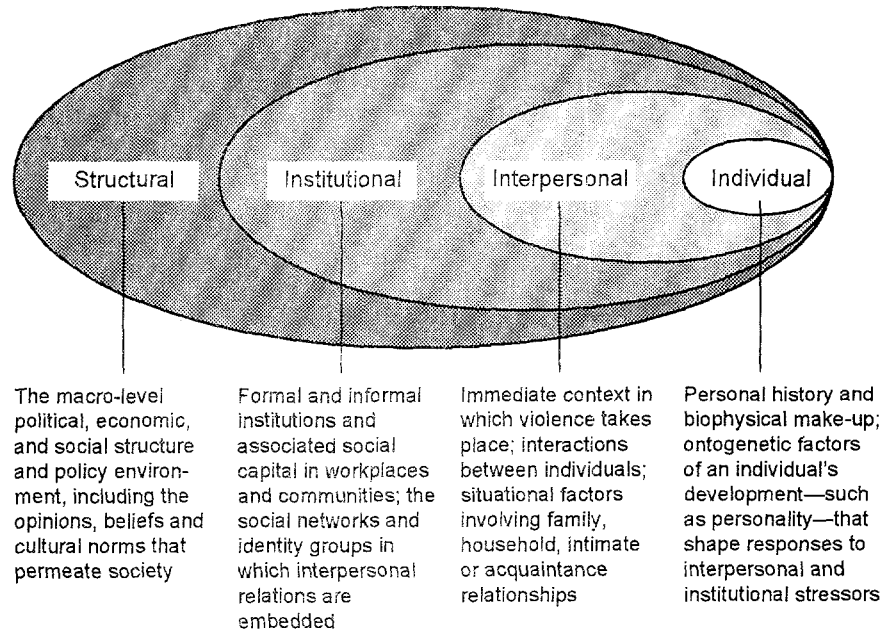 Structural
Institutional
Interpersonal
Individual
The macro-level
political, economic,
and social structure
and policy environ-
ment, including the
opinions, beliefs and
cultural norms that
permeate society
Formal and informal
institutions and
associated social
capital in workplaces
and communities; the
social networks and
identity groups in
which interpersonal
relations are
embedded
Immediate context in
which violence takes
place; interactions
between individuals;
situational factors
involving family,
household, intimate
or acquaintance
relationships
Personal history and
biophysical make-up;
ontogenetic factors
of an individual's
development—such
as personality—that
shape responses to
interpersonal and
institutional stressors